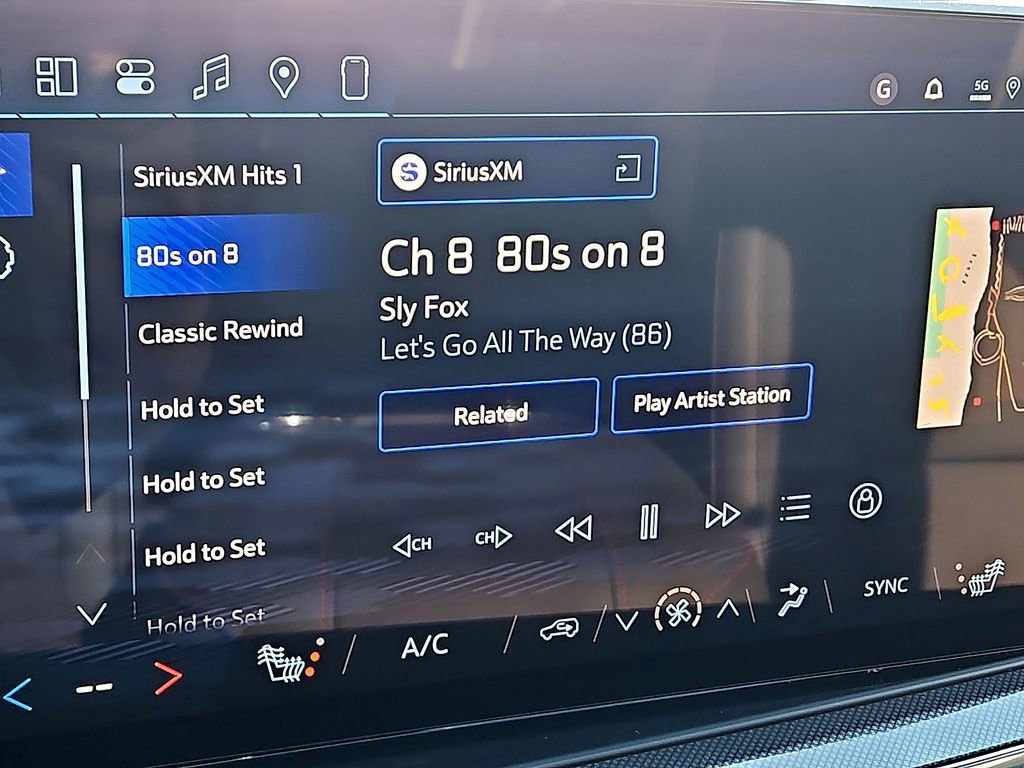 G
5G
SiriusXM Hits 1
SiriusXM
80s on 8
Ch 8 80s on 8
Sly Fox
Let's Go All The Way (86)
Classic Rewind
Related
Play Artist Station
Hold to Set
Hold to Set
Hold to Set
Hold to Set
CH
CH
A/C
SYNC
--